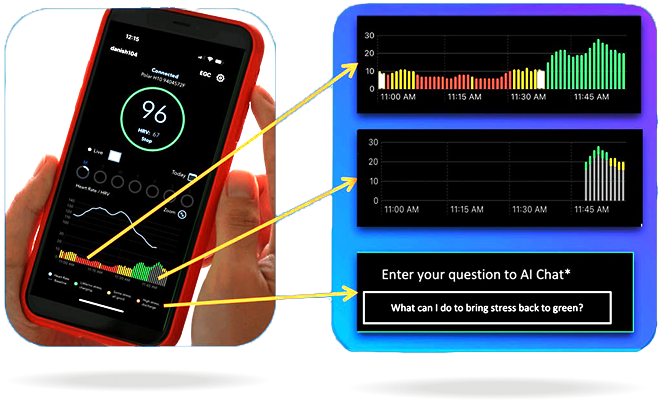 12:15
danish104
Connected
Polar H10 94045729
EGC
96
HRV: 67
Stop
Live
Today
Heart Rate / HRV
Zoom
30
20
10
0
11:00 AM 11:15 AM 11:30 AM 11:45 AM
30
20
10
0
11:00 AM 11:15 AM 11:30 AM 11:45 AM
Enter your question to AI Chat*
What can I do to bring stress back to green?